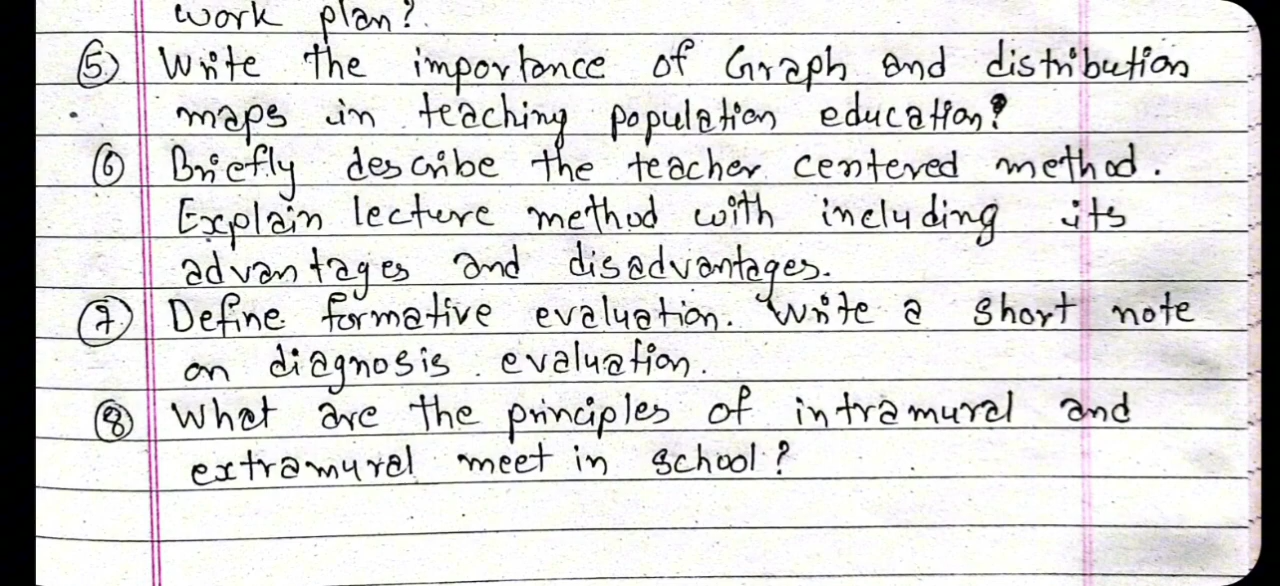 work plan?
⑤ Write the importance of Graph and distribution
maps in teaching population education?
⑥ Briefly describe the teacher centered method.
Explain lecture method with including its
advantages and disadvantages.
⑦ Define formative evaluation. Write a short note
on diagnosis evaluation.
⑧ What are the principles of intramural and
extramural meet in school?